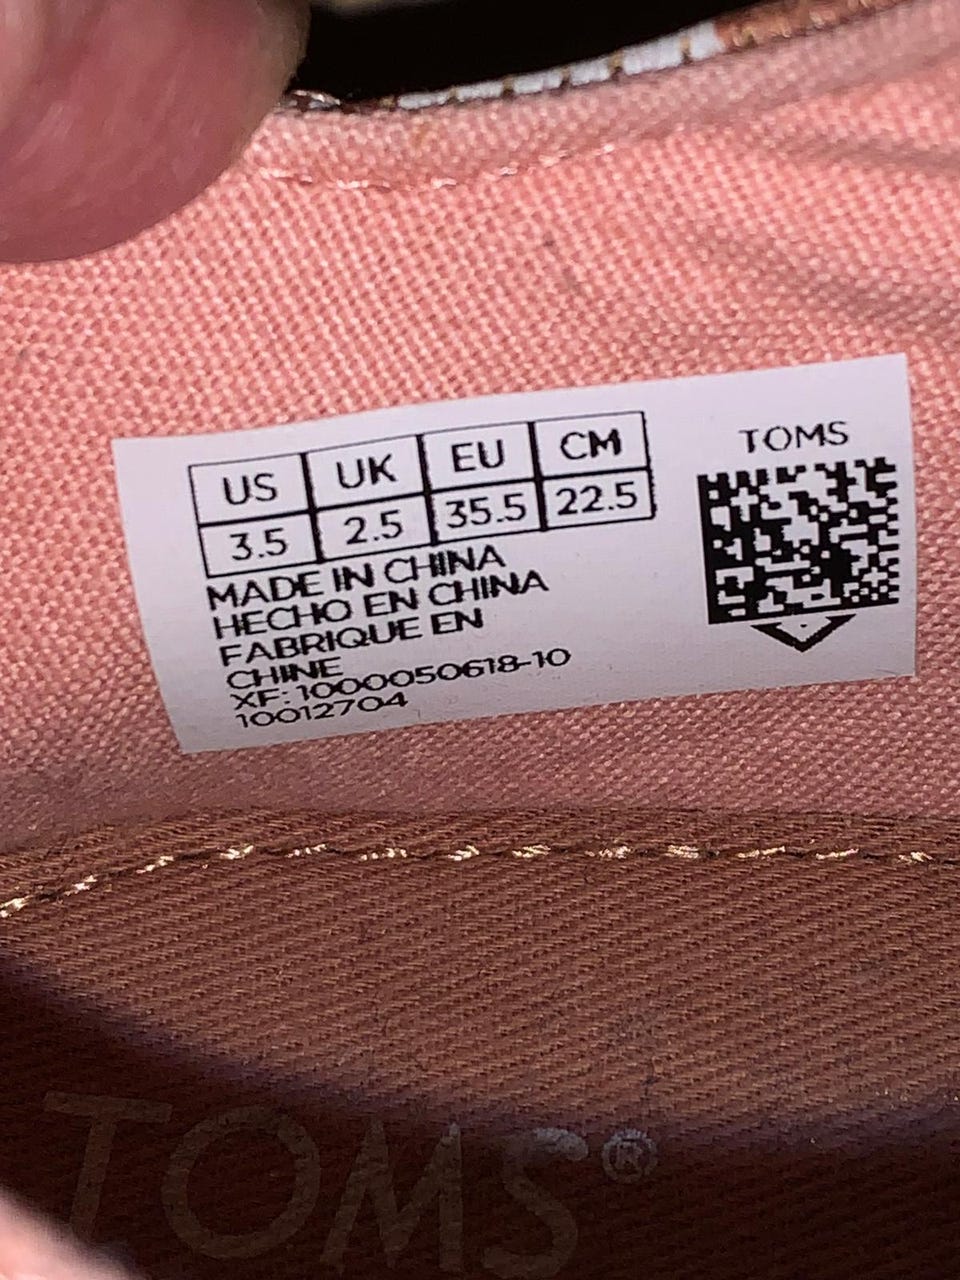 US UK EU CM
3.5 2.5 35.5 22.5
MADE IN CHINA
HECHO EN CHINA
FABRIQUE EN
CHINE
XF: 1000050618-10
10012704
TOMS
TOMS®